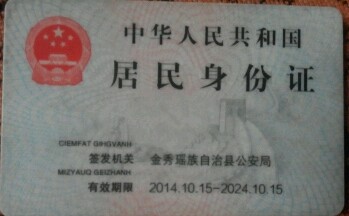 中华人民共和国
居民身份证
CIEMFAT GIHGVANH
签发机关 金秀瑶族自治县公安局
MIZYAUQ GEIZHANH
有效期限 2014.10.15-2024.10.15